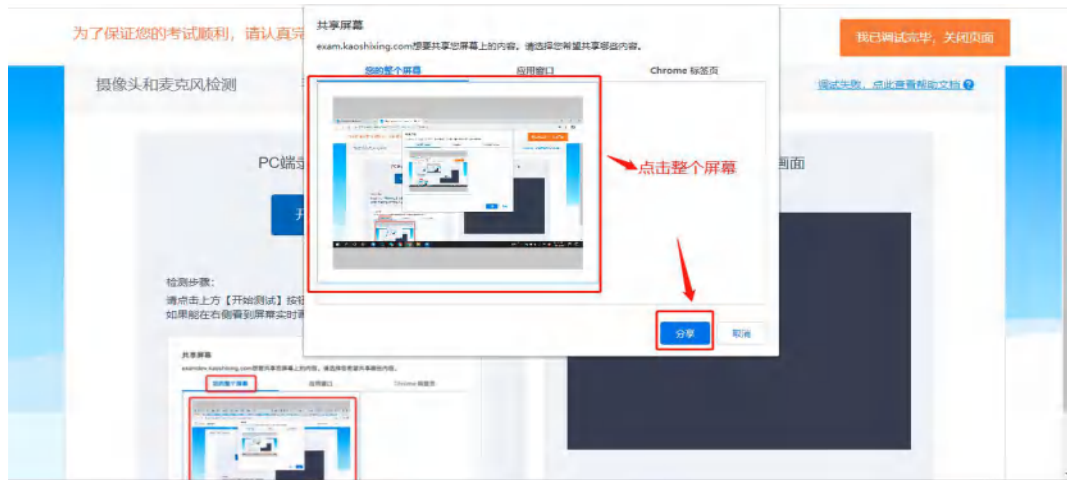 为了保证您的考试顺利，请认真完
我已调试完毕，关闭页面
共享屏幕
exam.kaoshixing.com想要共享您屏幕上的内容。请选择您希望共享哪些内容。
您的整个屏幕
应用窗口
Chrome 标签页
摄像头和麦克风检测
调试失败，点此查看帮助文档
PC端
画面
点击整个屏幕
开
检测步骤：
请点击上方【开始测试】按
如果能在右侧看到屏幕实时
分享
取消
共享屏幕
您的整个屏幕
应用窗口
Chrome 标签页